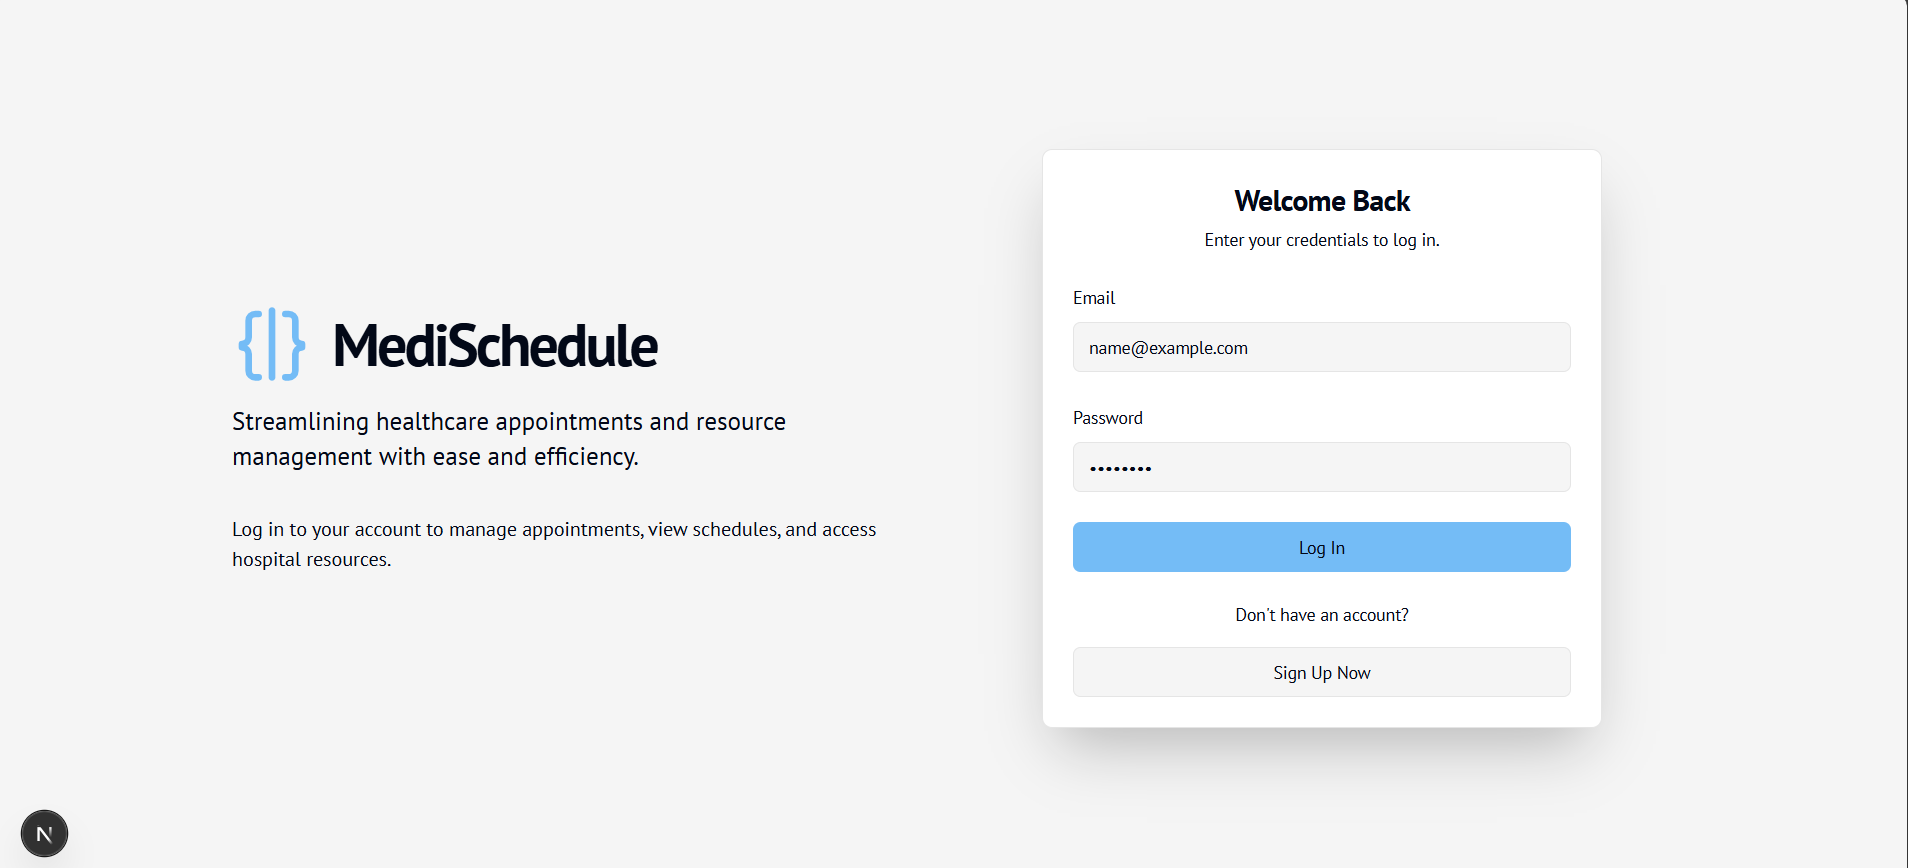 MediSchedule
Streamlining healthcare appointments and resource
management with ease and efficiency.
Log in to your account to manage appointments, view schedules, and access
hospital resources.
Welcome Back
Enter your credentials to log in.
Email
name@example.com
Password
••••••••
Log In
Don't have an account?
Sign Up Now
N